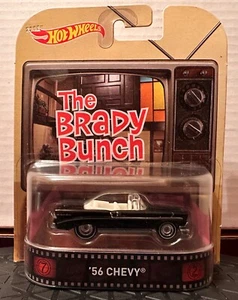 Hot Wheels
The
BRADY
BUNCH
'56 CHEVY®